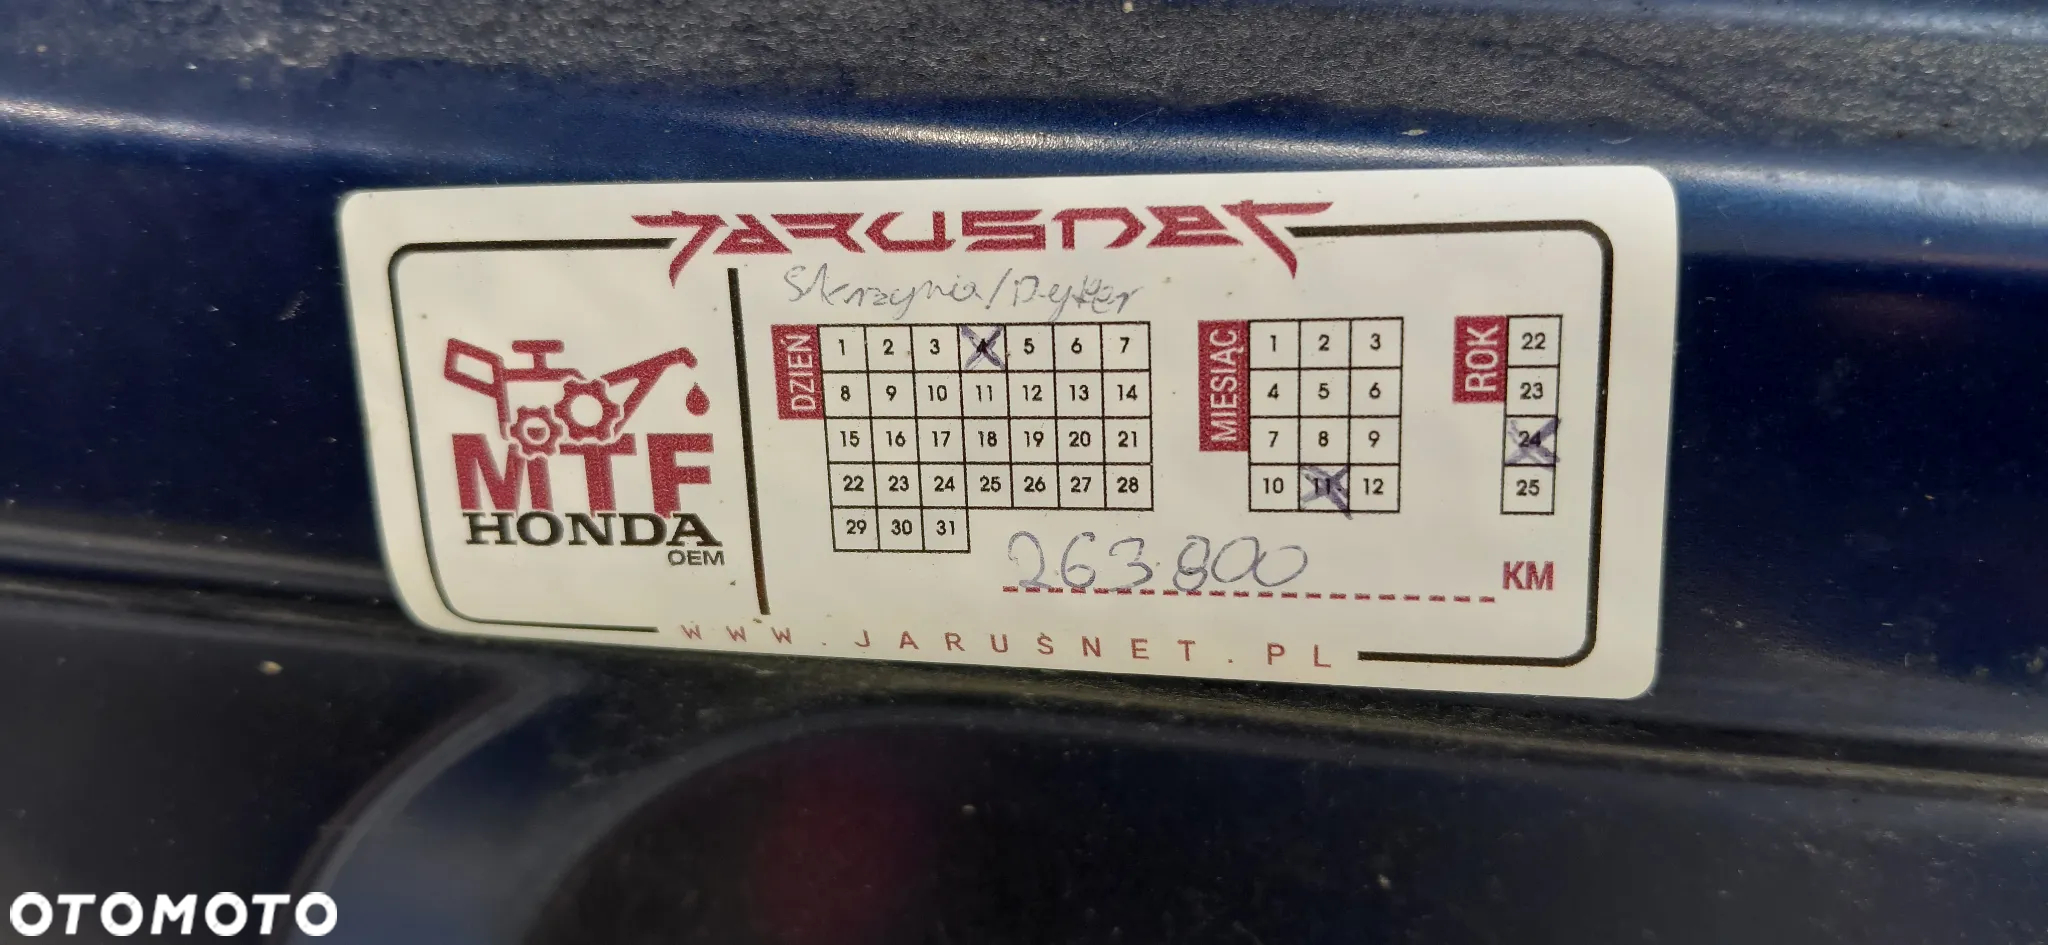 JARUSNET
Skrzynia/Dyfer
DZIEŃ
1 2 3 4 5 6 7
8 9 10 11 12 13 14
15 16 17 18 19 20 21
22 23 24 25 26 27 28
29 30 31
MIESIĄC
1 2 3
4 5 6
7 8 9
10 11 12
ROK
22
23
24
25
MTF
HONDA
OEM
263.800 KM
WWW.JARUSNET.PL
OTOMOTO